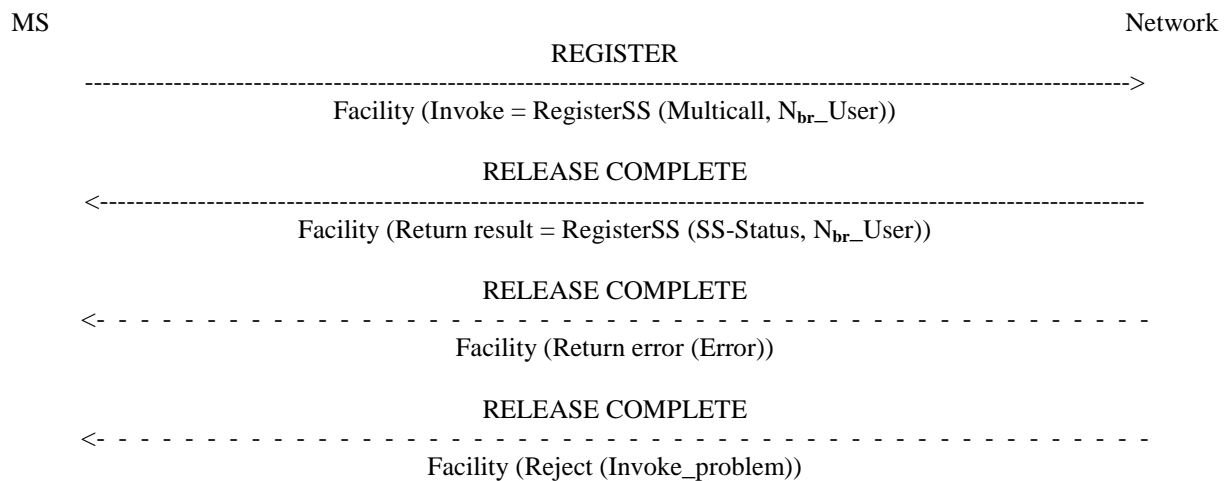 MS Network
REGISTER
Facility (Invoke = RegisterSS (Multicall, Nbr_User))
RELEASE COMPLETE
Facility (Return result = RegisterSS (SS-Status, Nbr_User))
RELEASE COMPLETE
Facility (Return error (Error))
RELEASE COMPLETE
Facility (Reject (Invoke_problem))